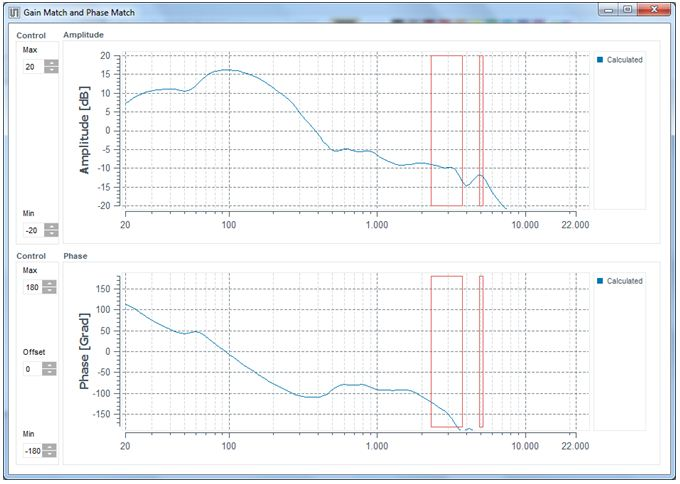 Gain Match and Phase Match
Control
Amplitude
Max
20
Min
-20
Amplitude [dB]
20
15
10
5
0
-5
-10
-15
-20
20
100
1.000
10.000
22.000
Calculated
Control
Phase
Max
180
Offset
0
Min
-180
Phase [Grad]
150
100
50
0
-50
-100
-150
20
100
1.000
10.000
22.000
Calculated